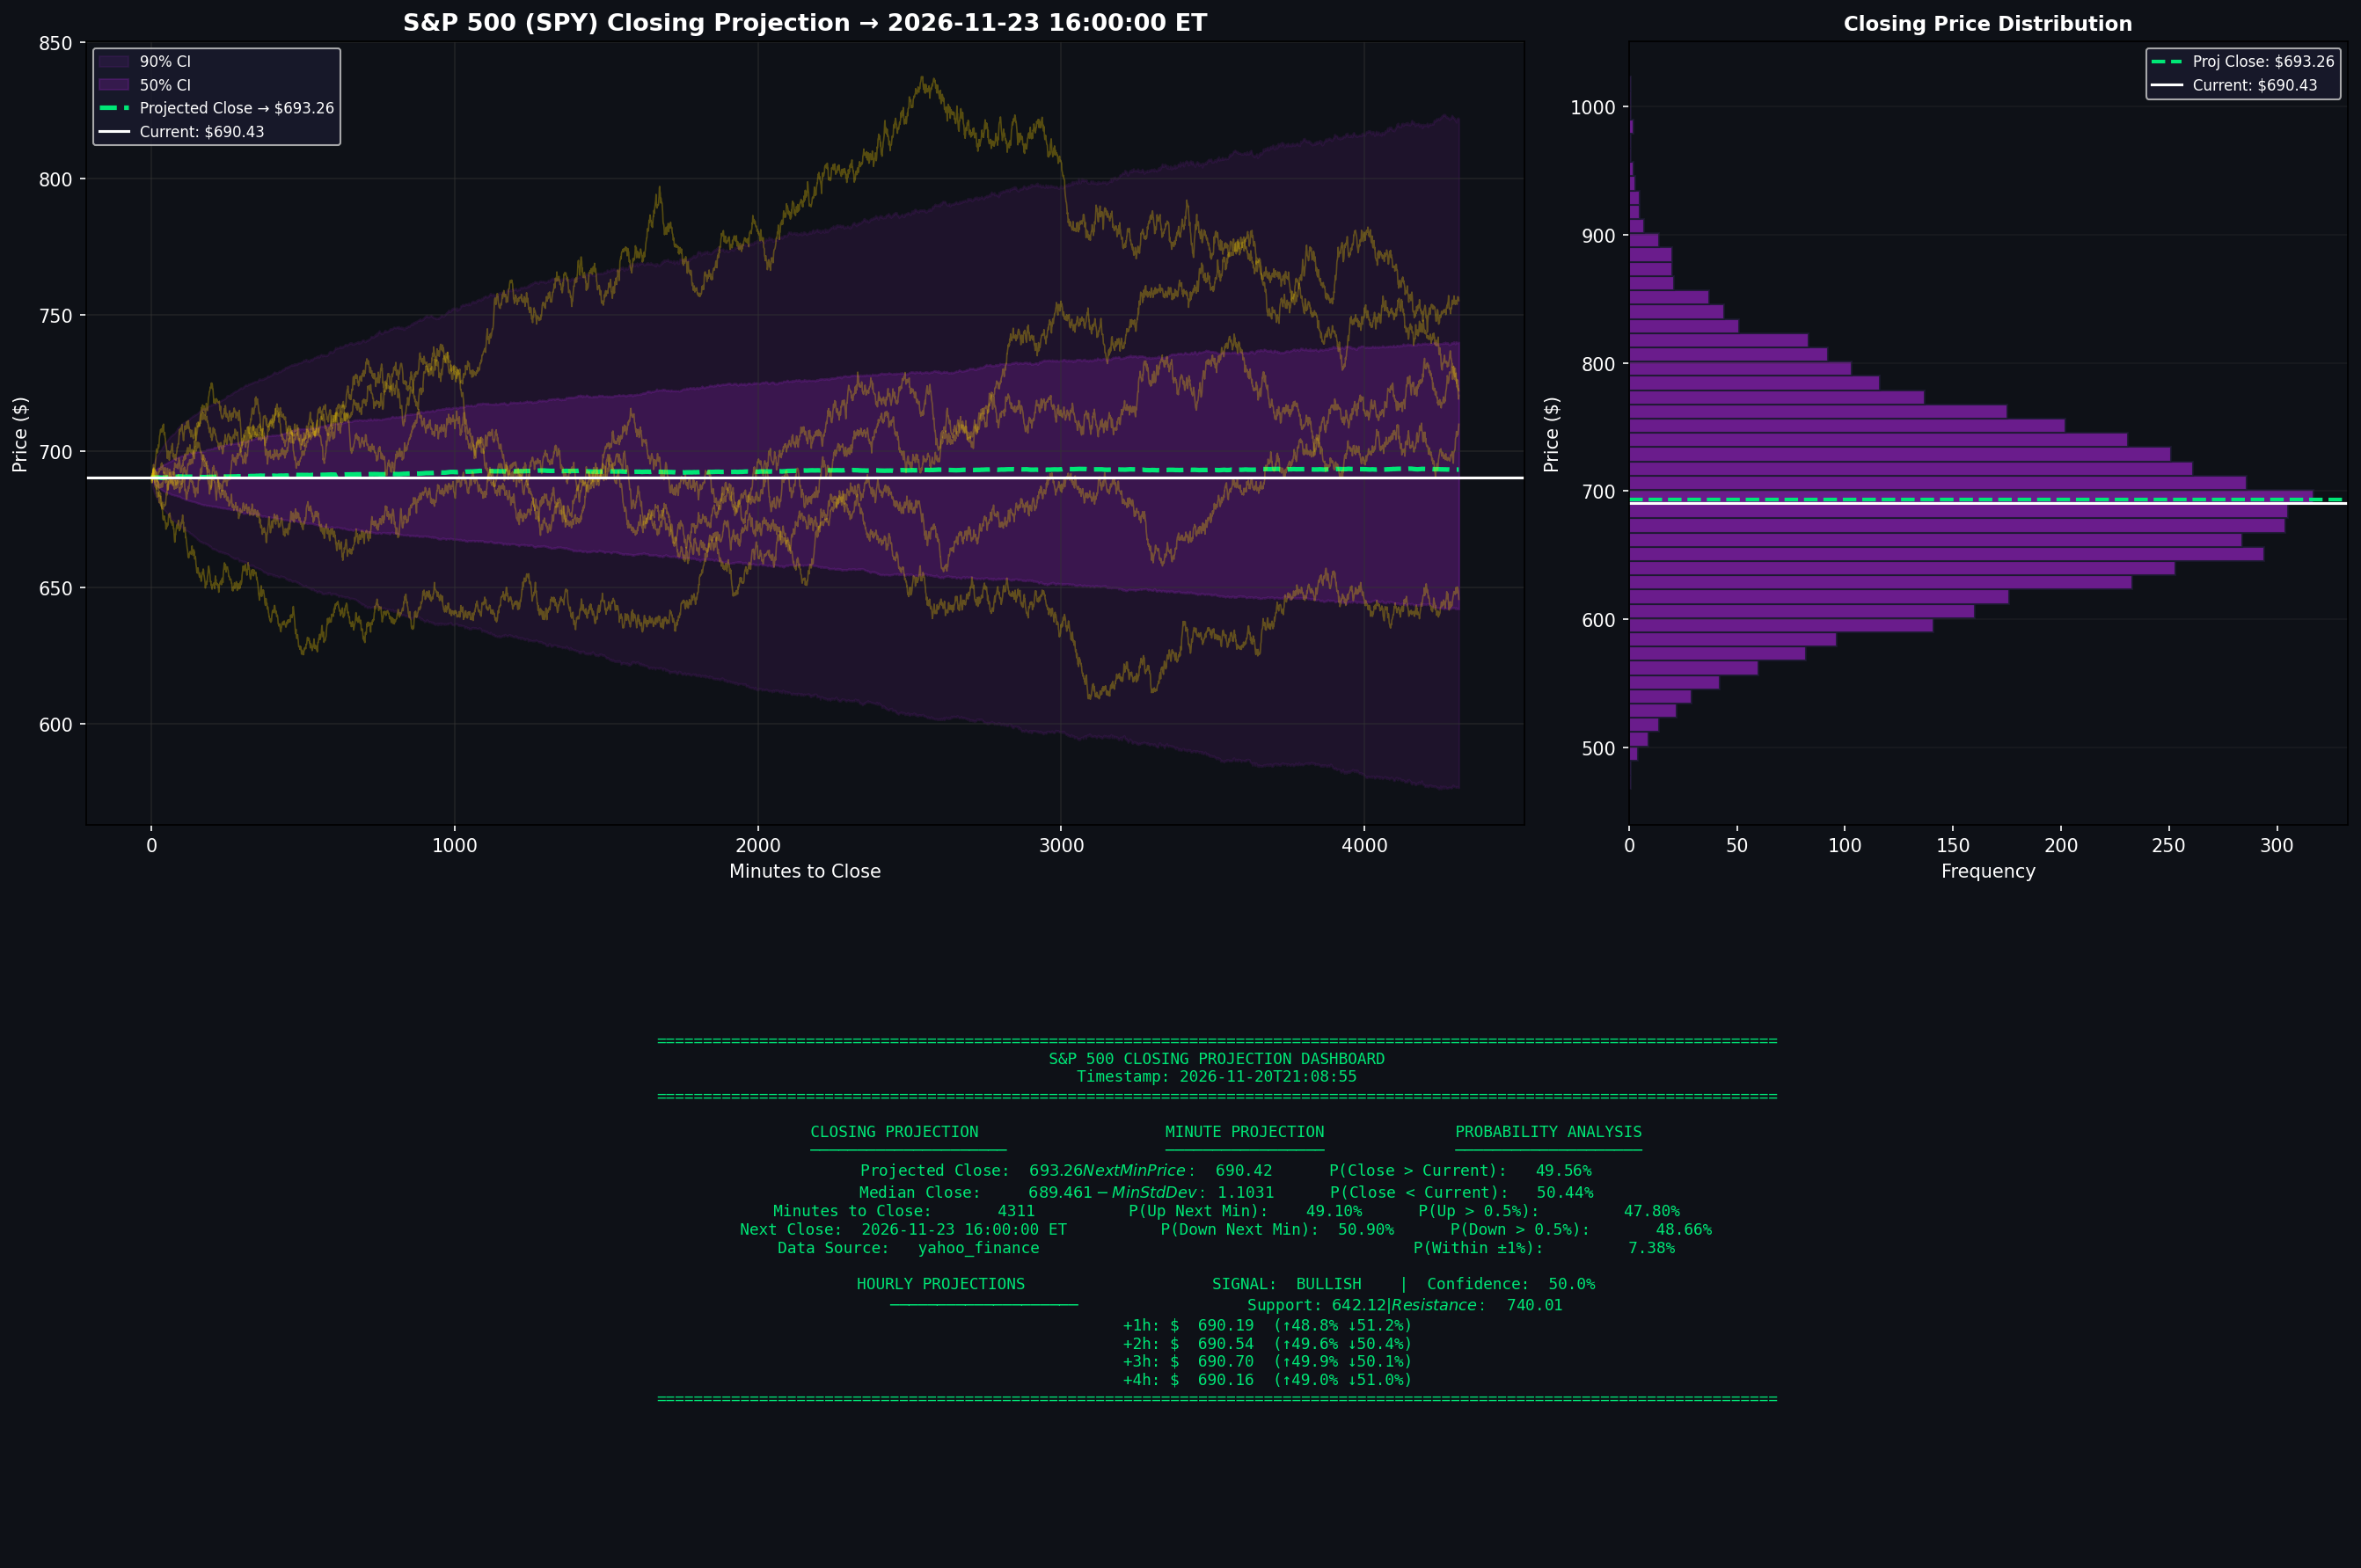 S&P 500 (SPY) Closing Projection → 2026-11-23 16:00:00 ET
90% CI
50% CI
Projected Close → $693.26
Current: $690.43
850
800
750
700
650
600
Price ($)
0 1000 2000 3000 4000
Minutes to Close
Closing Price Distribution
Proj Close: $693.26
Current: $690.43
1000
900
800
700
600
500
Price ($)
0 50 100 150 200 250 300
Frequency
S&P 500 CLOSING PROJECTION DASHBOARD
Timestamp: 2026-11-20T21:08:55
CLOSING PROJECTION MINUTE PROJECTION PROBABILITY ANALYSIS
Projected Close: 693.26NextMinPrice: 690.42 P(Close > Current): 49.56%
Median Close: 689.461-MinStdDev: 1.1031 P(Close < Current): 50.44%
Minutes to Close: 4311 P(Up Next Min): 49.10% P(Up > 0.5%): 47.80%
Next Close: 2026-11-23 16:00:00 ET P(Down Next Min): 50.90% P(Down > 0.5%): 48.66%
Data Source: yahoo_finance P(Within ±1%): 7.38%
HOURLY PROJECTIONS SIGNAL: BULLISH | Confidence: 50.0%
Support: 642.12|Resistance: 740.01
+1h: $ 690.19 (↑48.8% ↓51.2%)
+2h: $ 690.54 (↑49.6% ↓50.4%)
+3h: $ 690.70 (↑49.9% ↓50.1%)
+4h: $ 690.16 (↑49.0% ↓51.0%)